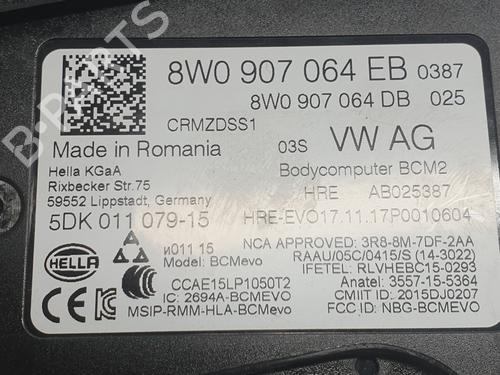 8W0 907 064 EB 0387
8W0 907 064 DB 025
CRMZDSS1
Made in Romania 03S VW AG
Hella KGaA Bodycomputer BCM2
Rixbecker Str.75
59552 Lippstadt, Germany HRE AB025387
5DK 011 079-15 HRE-EVO17.11.17P0010604
и011 15 NCA APPROVED: 3R8-8M-7DF-2AA
Model: BCMevo RAAU/05C/0415/S (14-3022)
HELLA IFETEL: RLVHEBC15-0293
CCAE15LP1050T2 Anatel: 3557-15-5364
CE IC: 2694A-BCMEVO CMIIT ID: 2015DJ0207
MSIP-RMM-HLA-BCMevo FCC ID: NBG-BCMEVO
B-PARTS